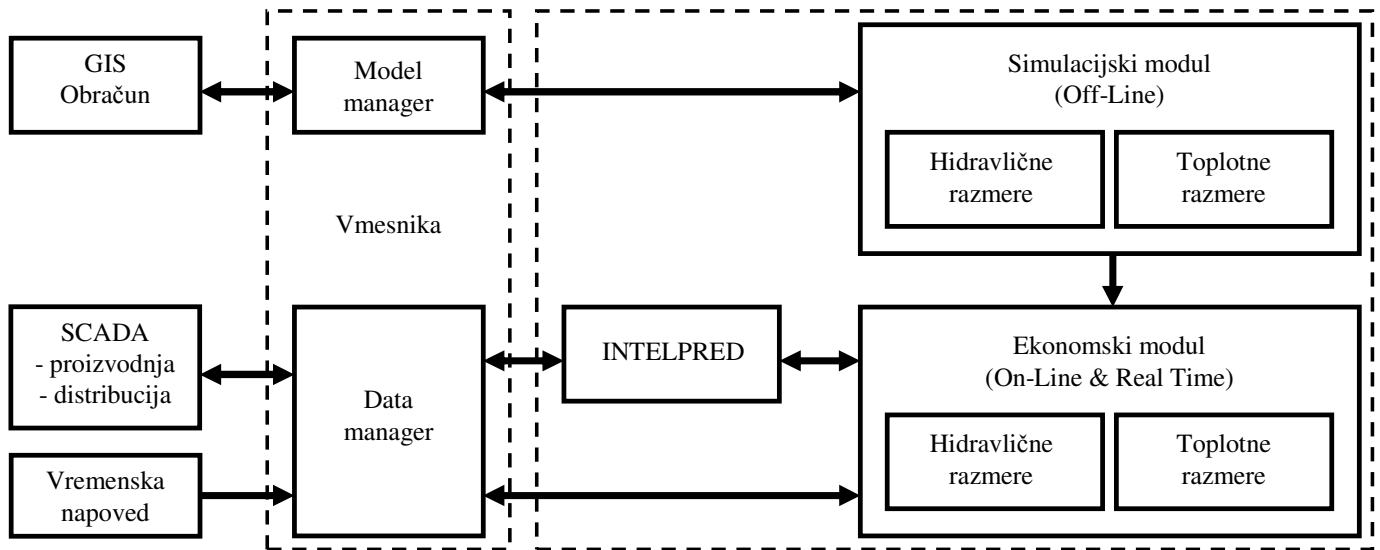 GIS
Obračun
Model
manager
Simulacijski modul
(Off-Line)
Hidravlične
razmere
Toplotne
razmere
Vmesnika
SCADA
- proizvodnja
- distribucija
Vremenska
napoved
Data
manager
INTELPRED
Ekonomski modul
(On-Line & Real Time)
Hidravlične
razmere
Toplotne
razmere